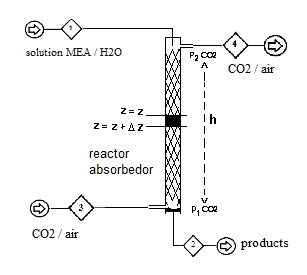 1
4
solution MEA / H2O
P2 CO2
CO2 / air
z = z
z = z + Δ z
h
reactor
absorbedor
3
P1 CO2
CO2 / air
2
products